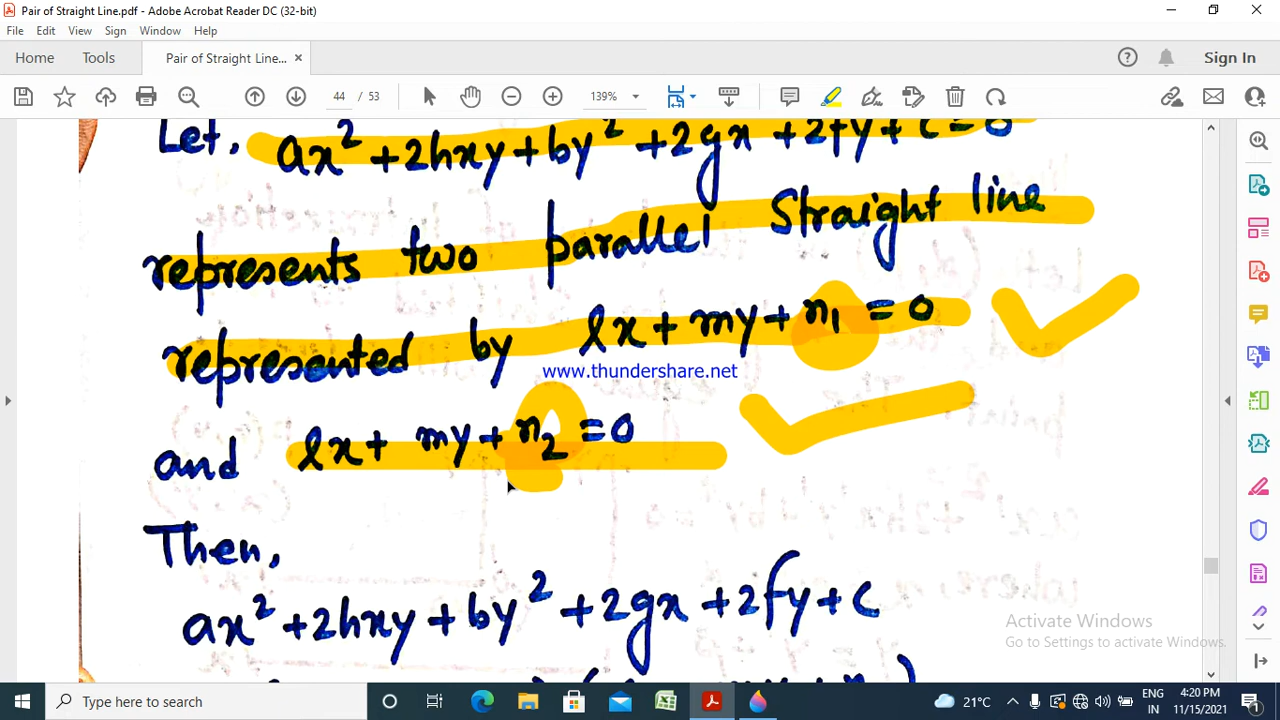 Pair of Straight Line.pdf - Adobe Acrobat Reader DC (32-bit)
File Edit View Sign Window Help
Home Tools Pair of Straight Line... × Sign In
44 / 53 139%
Let, ax² + 2hxy + by² + 2gx + 2fy + c = 0
represents two parallel Straight line
represented by lx + my + n₁ = 0
www.thundershare.net
and lx + my + n₂ = 0
Then,
ax² + 2hxy + by² + 2gx + 2fy + c
Activate Windows
Go to Settings to activate Windows.
Type here to search
21°C ENG IN 4:20 PM 11/15/2021